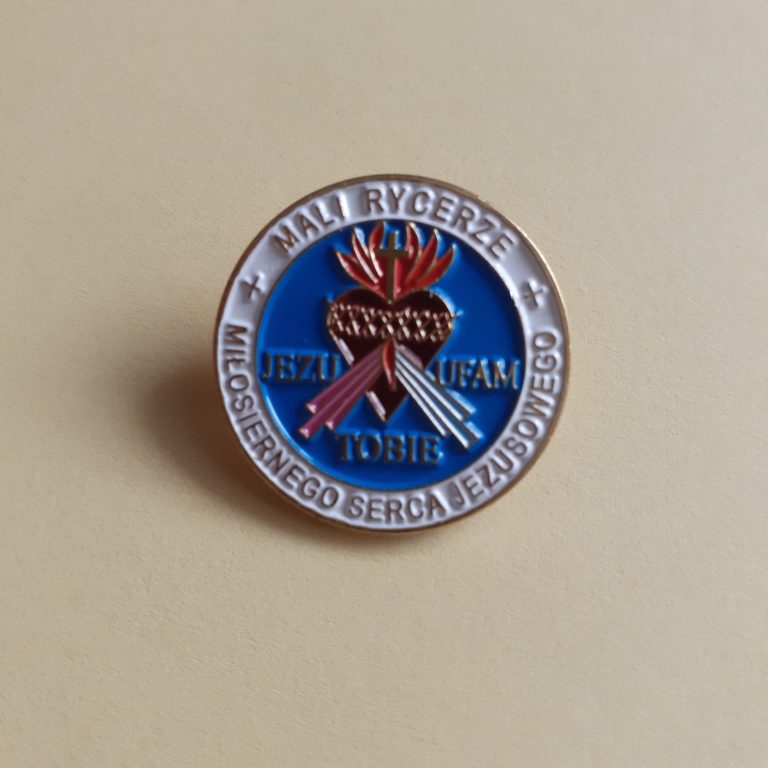 MALI RYCERZE
MIŁOSIERNEGO SERCA JEZUSOWEGO
JEZU UFAM
TOBIE